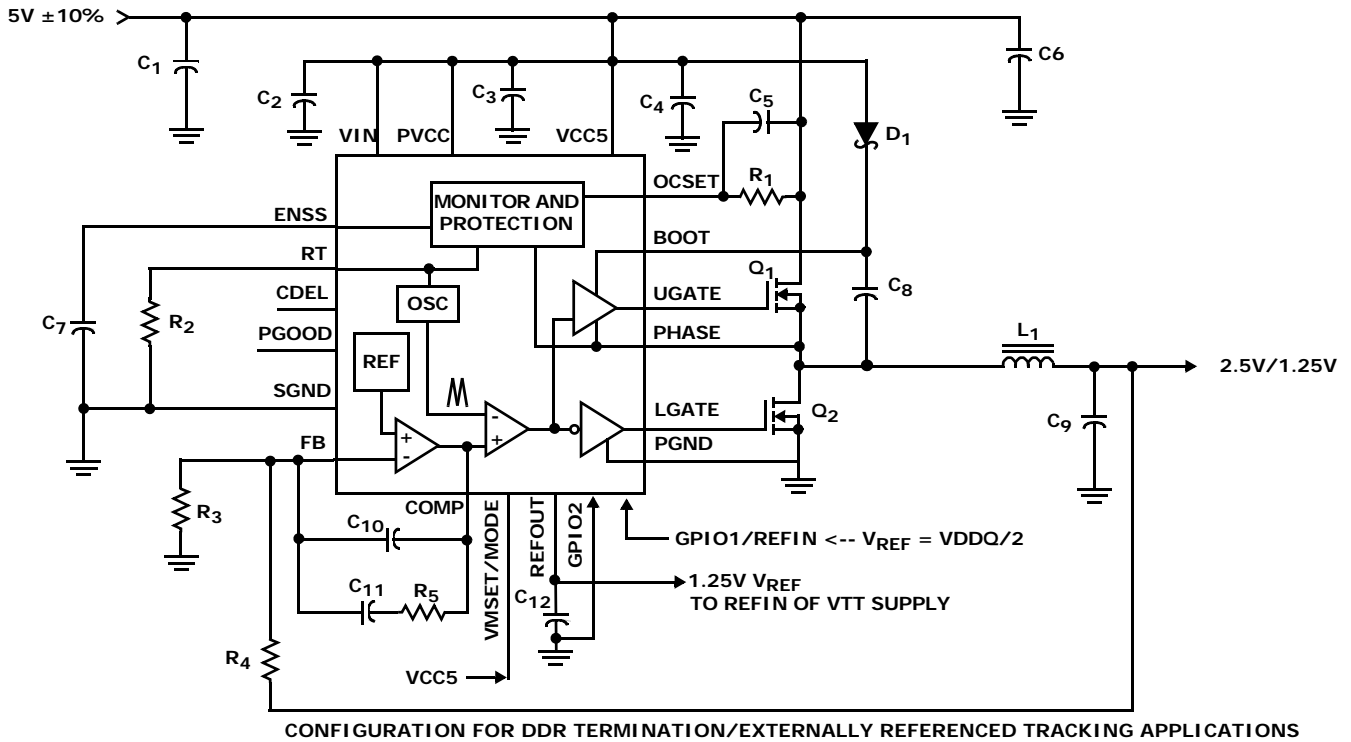 5V ±10%
C1
C2
C3
C4
C5
C6
VIN
PVCC
VCC5
D1
OCSET
R1
MONITOR AND
PROTECTION
ENSS
BOOT
RT
Q1
C8
OSC
UGATE
CDEL
C7
R2
PGOOD
PHASE
L1
REF
2.5V/1.25V
SGND
LGATE
Q2
C9
-
+
PGND
FB
+
-
R3
COMP
VMSET/MODE
REFOUT
GPIO2
C10
GPIO1/REFIN <-- VREF = VDDQ/2
C11
R5
C12
1.25V VREF
TO REFIN OF VTT SUPPLY
R4
VCC5
CONFIGURATION FOR DDR TERMINATION/EXTERNALLY REFERENCED TRACKING APPLICATIONS